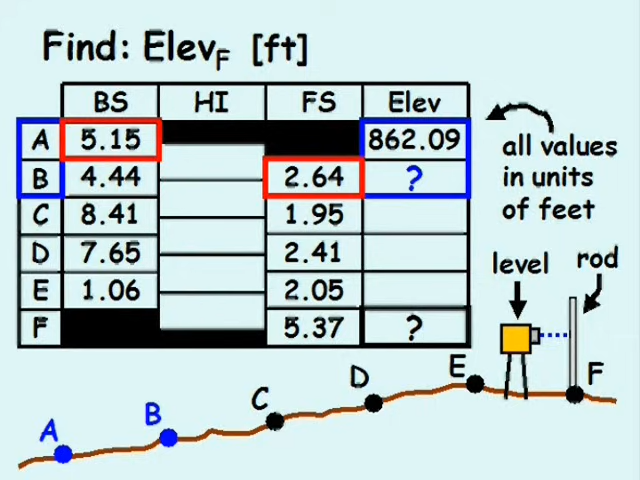 Find: Elev_F [ft]
BS HI FS Elev
A 5.15 862.09
B 4.44 2.64 ?
C 8.41 1.95
D 7.65 2.41
E 1.06 2.05
F 5.37 ?
all values
in units
of feet
level rod
A B C D E F